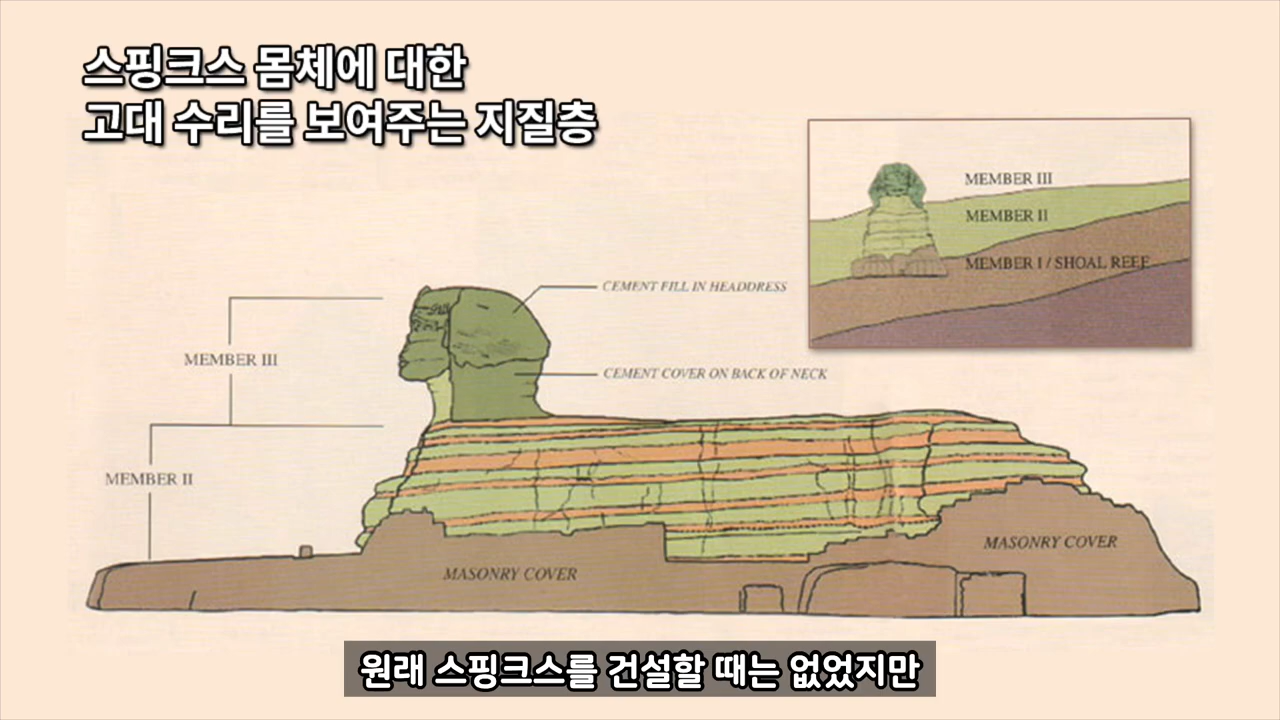 스핑크스 몸체에 대한
고대 수리를 보여주는 지질층
MEMBER III
MEMBER II
MEMBER I / SHOAL REEF
CEMENT FILL IN HEADDRESS
MEMBER III
CEMENT COVER ON BACK OF NECK
MEMBER II
MASONRY COVER
MASONRY COVER
원래 스핑크스를 건설할 때는 없었지만